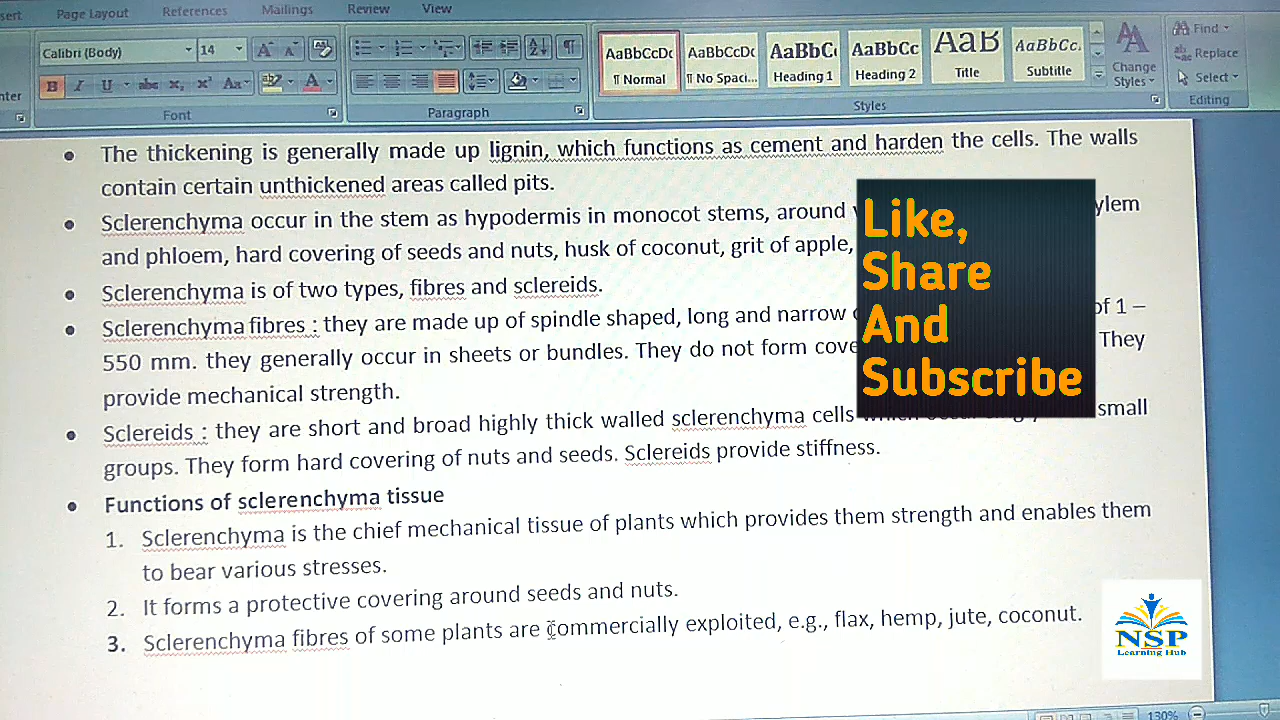 sert Page Layout References Mailings Review View
Calibri (Body) 14 A A Aa
B I U abc x₂ x² Aa ab A
AaBbCcDc AaBbCcDc AaBbC AaBbCc AaB AaBbCc.
¶ Normal ¶ No Spaci... Heading 1 Heading 2 Title Subtitle
Change Styles
Find
Replace
Select
nter Font Paragraph Styles Editing
• The thickening is generally made up lignin, which functions as cement and harden the cells. The walls
contain certain unthickened areas called pits.
• Sclerenchyma occur in the stem as hypodermis in monocot stems, around ylem
and phloem, hard covering of seeds and nuts, husk of coconut, grit of apple,
• Sclerenchyma is of two types, fibres and sclereids.
• Sclerenchyma fibres : they are made up of spindle shaped, long and narrow of 1 –
550 mm. they generally occur in sheets or bundles. They do not form cove They
provide mechanical strength.
• Sclereids : they are short and broad highly thick walled sclerenchyma cells small
groups. They form hard covering of nuts and seeds. Sclereids provide stiffness.
• Functions of sclerenchyma tissue
1. Sclerenchyma is the chief mechanical tissue of plants which provides them strength and enables them
to bear various stresses.
2. It forms a protective covering around seeds and nuts.
3. Sclerenchyma fibres of some plants are commercially exploited, e.g., flax, hemp, jute, coconut.
Like,
Share
And
Subscribe
NSP
Learning Hub
130%